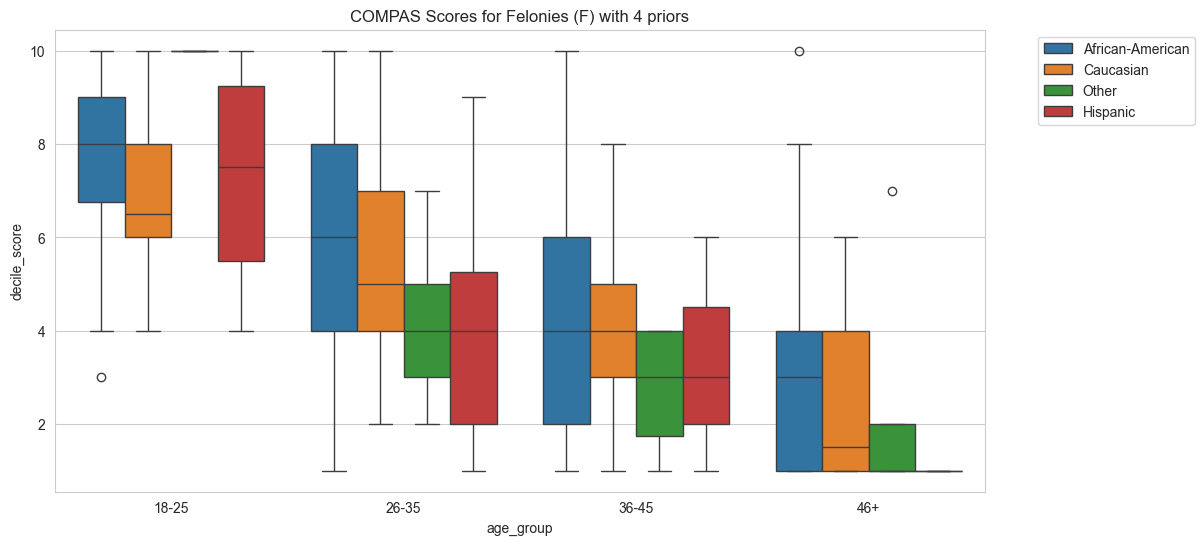 COMPAS Scores for Felonies (F) with 4 priors
African-American
Caucasian
Other
Hispanic
decile_score
10
8
6
4
2
18-25
26-35
36-45
46+
age_group